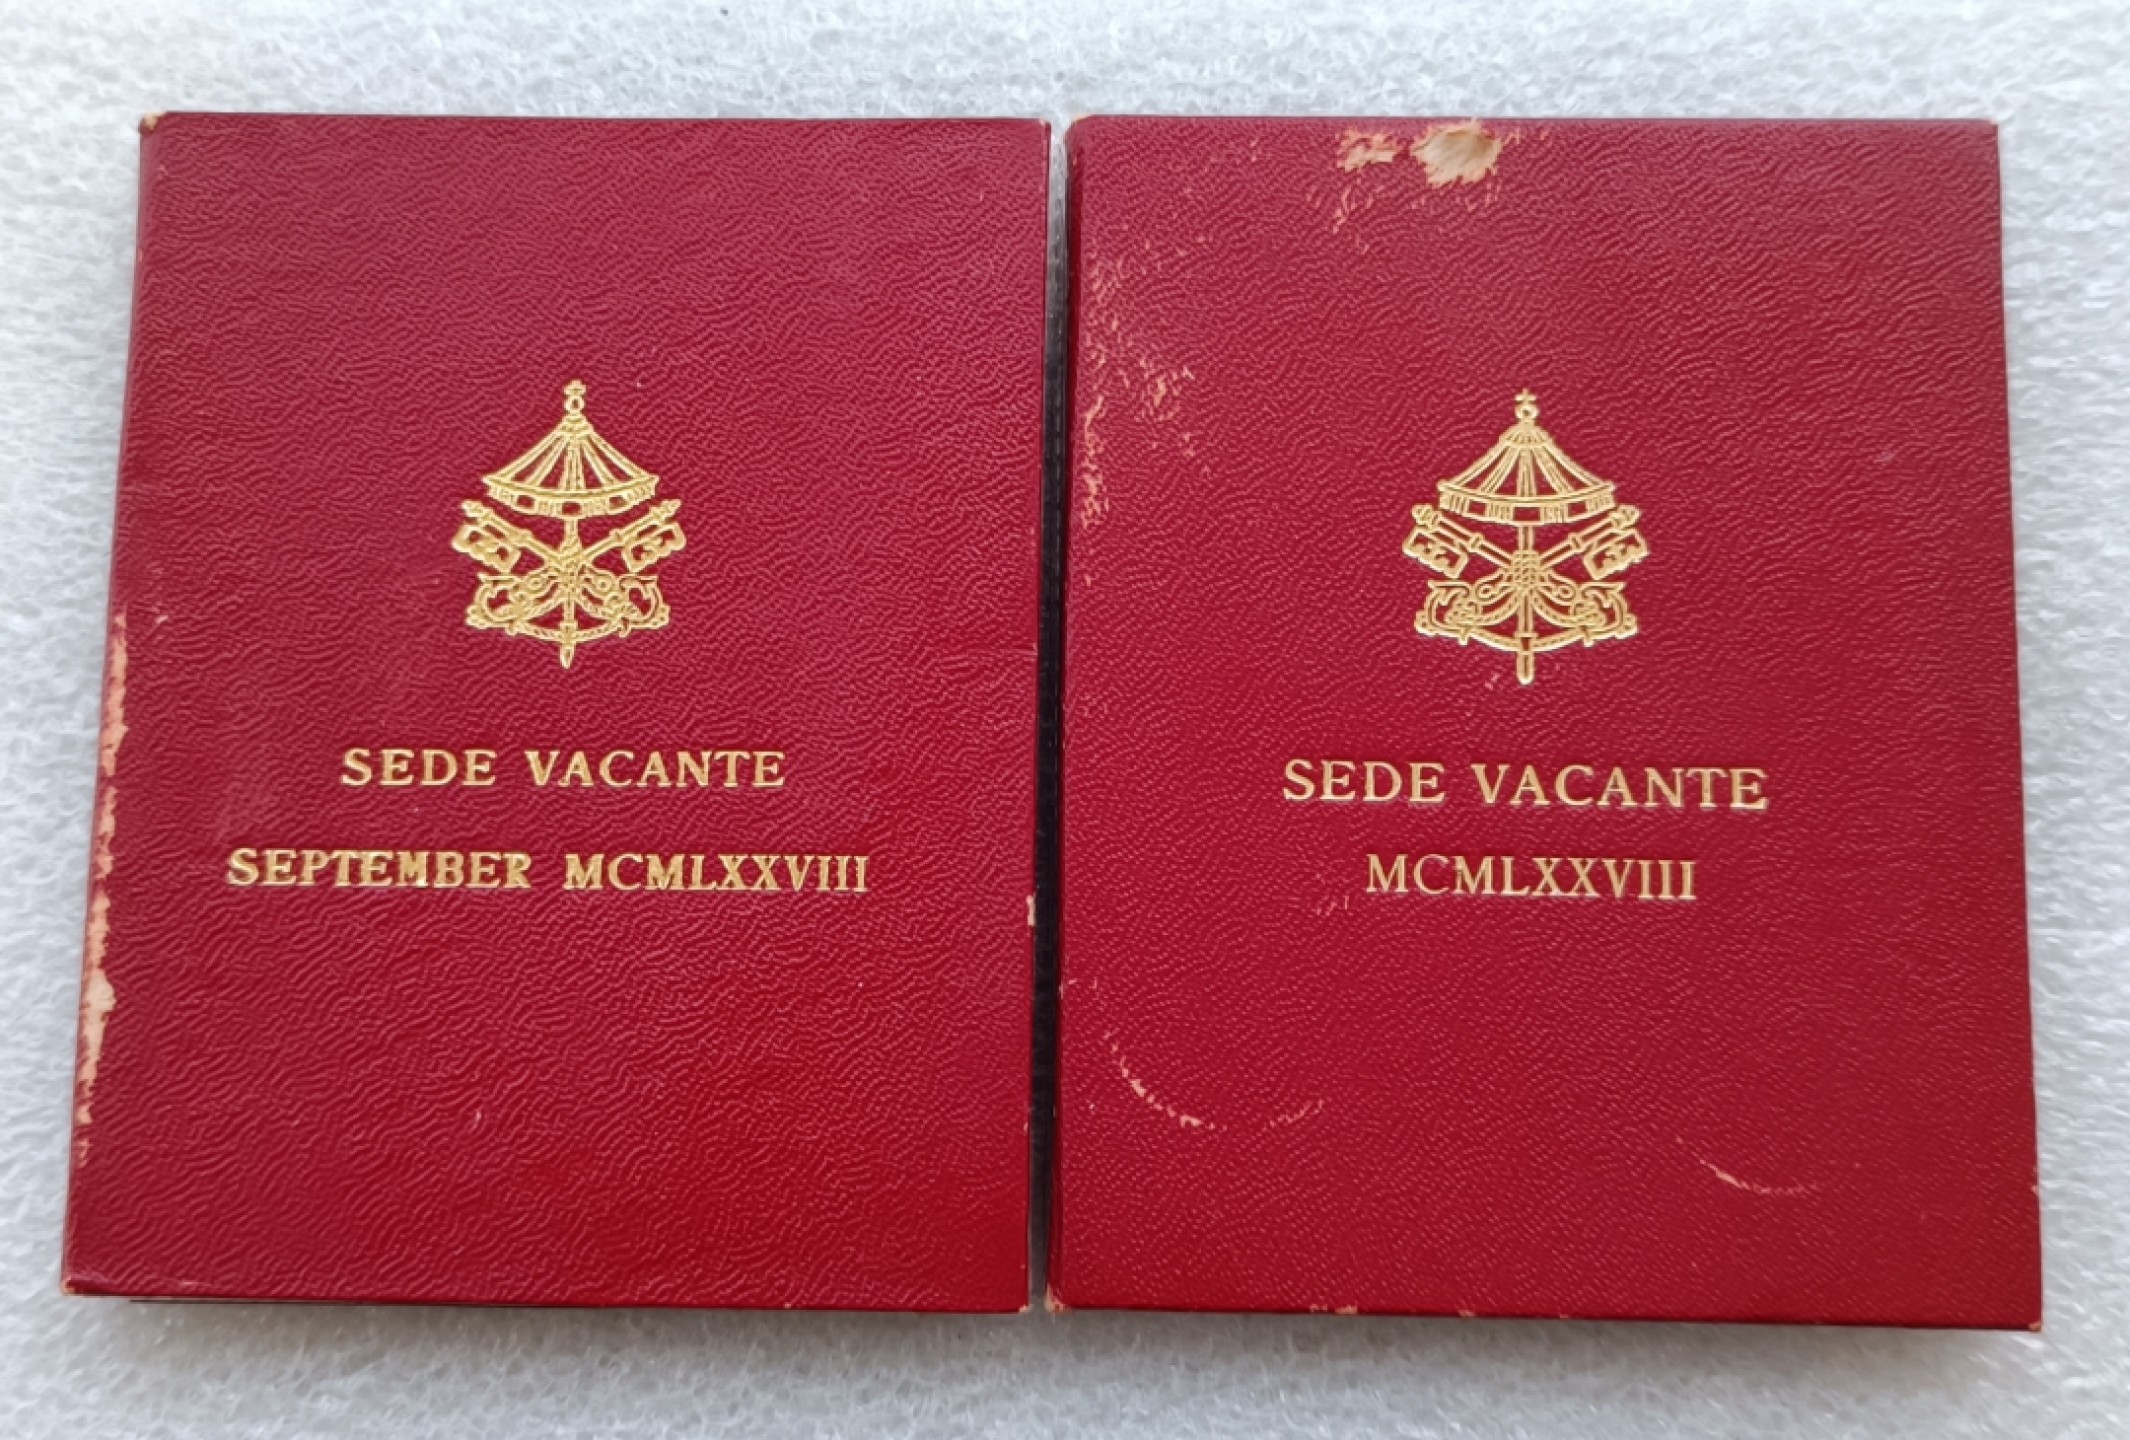 SEDE VACANTE
SEPTEMBER MCMLXXVIII
SEDE VACANTE
MCMLXXVIII